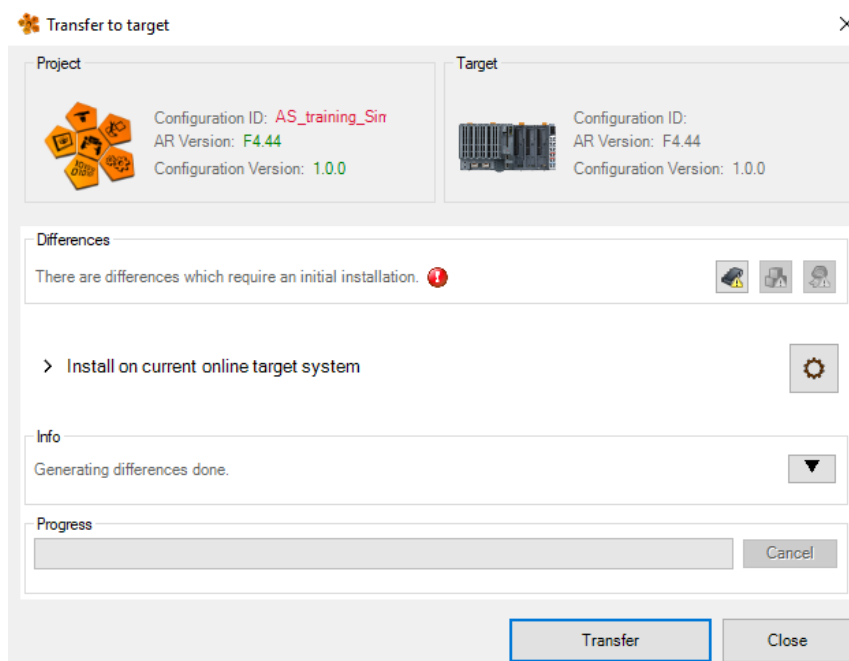 Transfer to target
Project
Configuration ID: AS_training_Sin
AR Version: F4.44
Configuration Version: 1.0.0
Target
Configuration ID:
AR Version: F4.44
Configuration Version: 1.0.0
Differences
There are differences which require an initial installation.
Install on current online target system
Info
Generating differences done.
Progress
Cancel
Transfer
Close